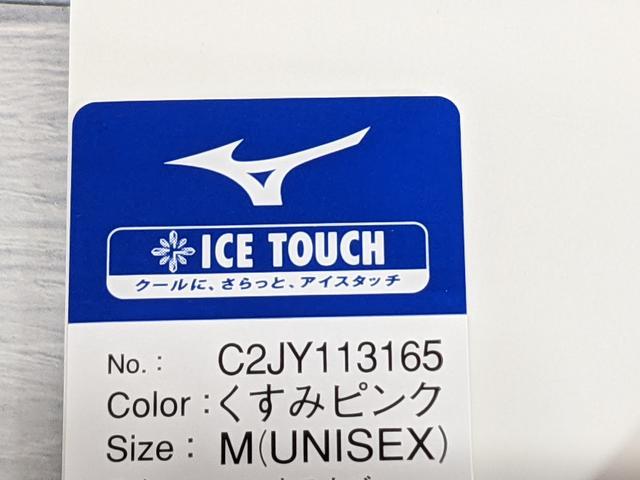 ICE TOUCH
クールに、さらっと、アイスタッチ
No. : C2JY113165
Color : くすみピンク
Size : M(UNISEX)